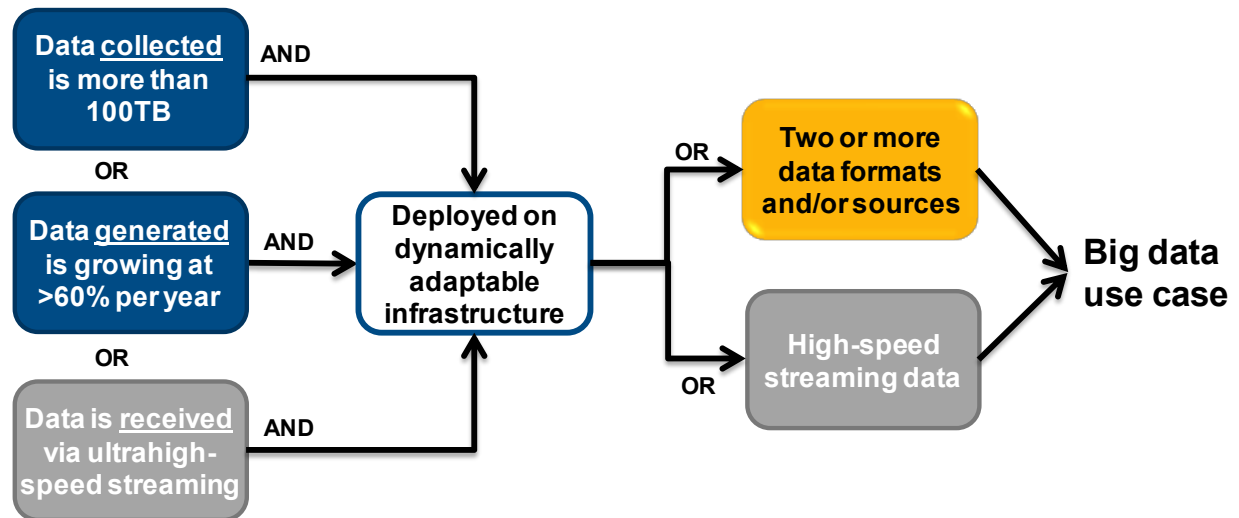 Data collected
is more than
100TB
AND
OR
Data generated
is growing at
>60% per year
AND
OR
Data is received
via ultrahigh-
speed streaming
AND
Deployed on
dynamically
adaptable
infrastructure
OR
Two or more
data formats
and/or sources
OR
High-speed
streaming data
Big data
use case